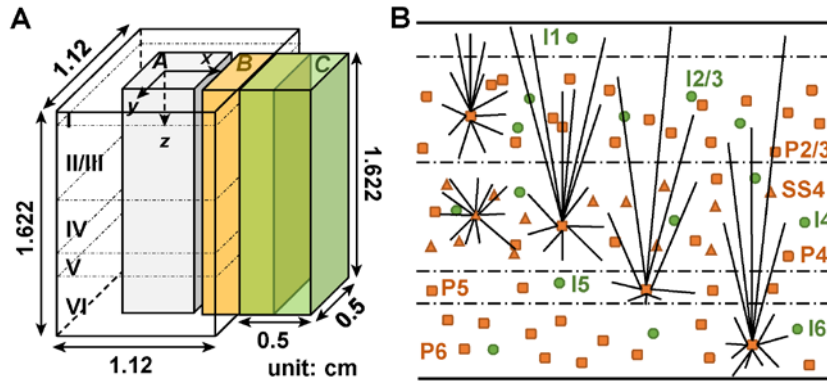 A
1.12
A
B
C
x
y
z
I
II/III
IV
V
VI
1.622
1.622
0.5
0.5
1.12
unit: cm
B
I1
I2/3
P2/3
SS4
I4
P4
P5
I5
P6
I6